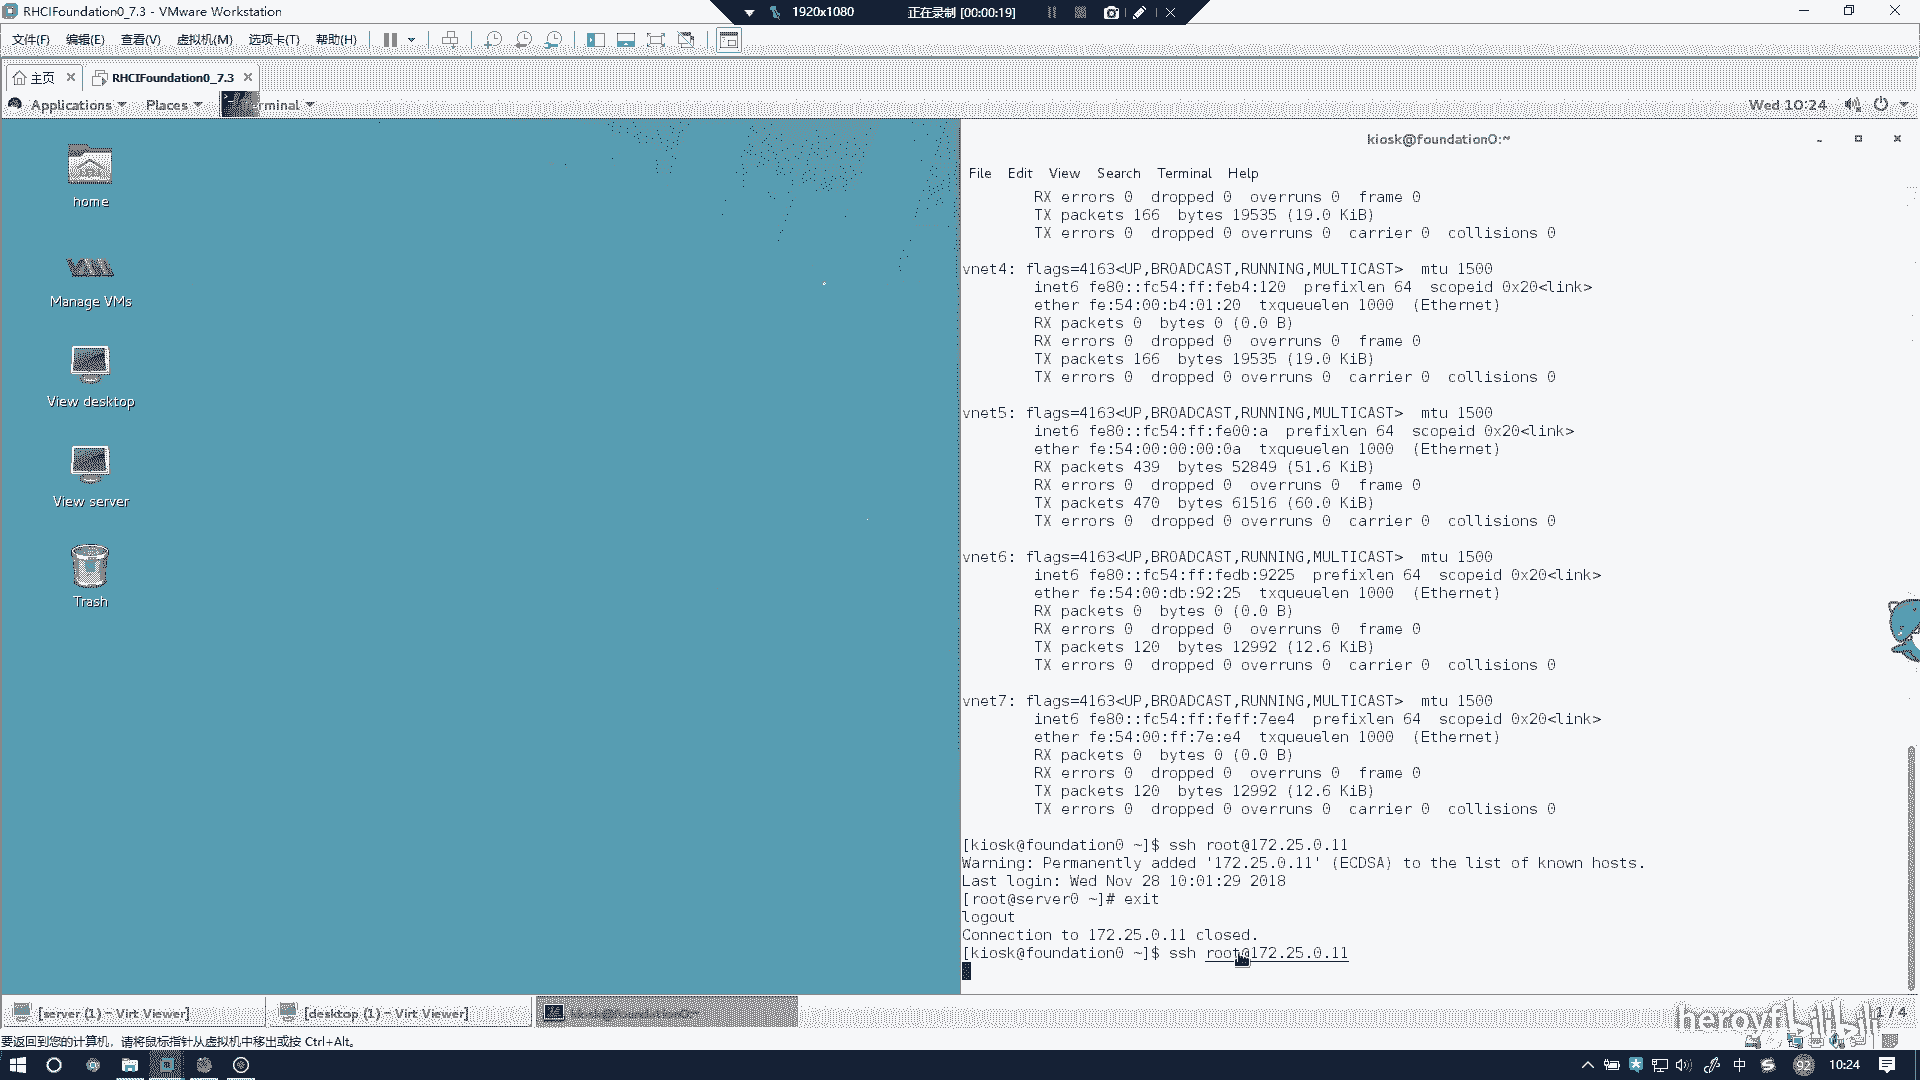 RHCIFoundation0_7.3 - VMware Workstation
1920x1080
正在录制 [00:00:19]
文件(F) 编辑(E) 查看(V) 虚拟机(M) 选项卡(T) 帮助(H)
主页
RHCIFoundation0_7.3
Applications Places Terminal
Wed 10:24
home
Manage VMs
View desktop
View server
Trash
kiosk@foundation0:~
File Edit View Search Terminal Help
RX errors 0  dropped 0  overruns 0  frame 0
TX packets 166  bytes 19535 (19.0 KiB)
TX errors 0  dropped 0 overruns 0  carrier 0  collisions 0
vnet4: flags=4163<UP,BROADCAST,RUNNING,MULTICAST>  mtu 1500
inet6 fe80::fc54:ff:feb4:120  prefixlen 64  scopeid 0x20<link>
ether fe:54:00:b4:01:20  txqueuelen 1000  (Ethernet)
RX packets 0  bytes 0 (0.0 B)
RX errors 0  dropped 0  overruns 0  frame 0
TX packets 166  bytes 19535 (19.0 KiB)
TX errors 0  dropped 0 overruns 0  carrier 0  collisions 0
vnet5: flags=4163<UP,BROADCAST,RUNNING,MULTICAST>  mtu 1500
inet6 fe80::fc54:ff:fe00:a  prefixlen 64  scopeid 0x20<link>
ether fe:54:00:00:00:0a  txqueuelen 1000  (Ethernet)
RX packets 439  bytes 52849 (51.6 KiB)
RX errors 0  dropped 0  overruns 0  frame 0
TX packets 470  bytes 61516 (60.0 KiB)
TX errors 0  dropped 0 overruns 0  carrier 0  collisions 0
vnet6: flags=4163<UP,BROADCAST,RUNNING,MULTICAST>  mtu 1500
inet6 fe80::fc54:ff:fedb:9225  prefixlen 64  scopeid 0x20<link>
ether fe:54:00:db:92:25  txqueuelen 1000  (Ethernet)
RX packets 0  bytes 0 (0.0 B)
RX errors 0  dropped 0  overruns 0  frame 0
TX packets 120  bytes 12992 (12.6 KiB)
TX errors 0  dropped 0 overruns 0  carrier 0  collisions 0
vnet7: flags=4163<UP,BROADCAST,RUNNING,MULTICAST>  mtu 1500
inet6 fe80::fc54:ff:feff:7ee4  prefixlen 64  scopeid 0x20<link>
ether fe:54:00:ff:7e:e4  txqueuelen 1000  (Ethernet)
RX packets 0  bytes 0 (0.0 B)
RX errors 0  dropped 0  overruns 0  frame 0
TX packets 120  bytes 12992 (12.6 KiB)
TX errors 0  dropped 0 overruns 0  carrier 0  collisions 0
[kiosk@foundation0 ~]$ ssh root@172.25.0.11
Warning: Permanently added '172.25.0.11' (ECDSA) to the list of known hosts.
Last login: Wed Nov 28 10:01:29 2018
[root@server0 ~]# exit
logout
Connection to 172.25.0.11 closed.
[kiosk@foundation0 ~]$ ssh root@172.25.0.11
[server (1) - Virt Viewer]
[desktop (1) - Virt Viewer]
kiosk@foundation0:~
heroyf bilibili
1 / 4
要返回到您的计算机，请将鼠标指针从虚拟机中移出或按 Ctrl+Alt。
中
92
10:24